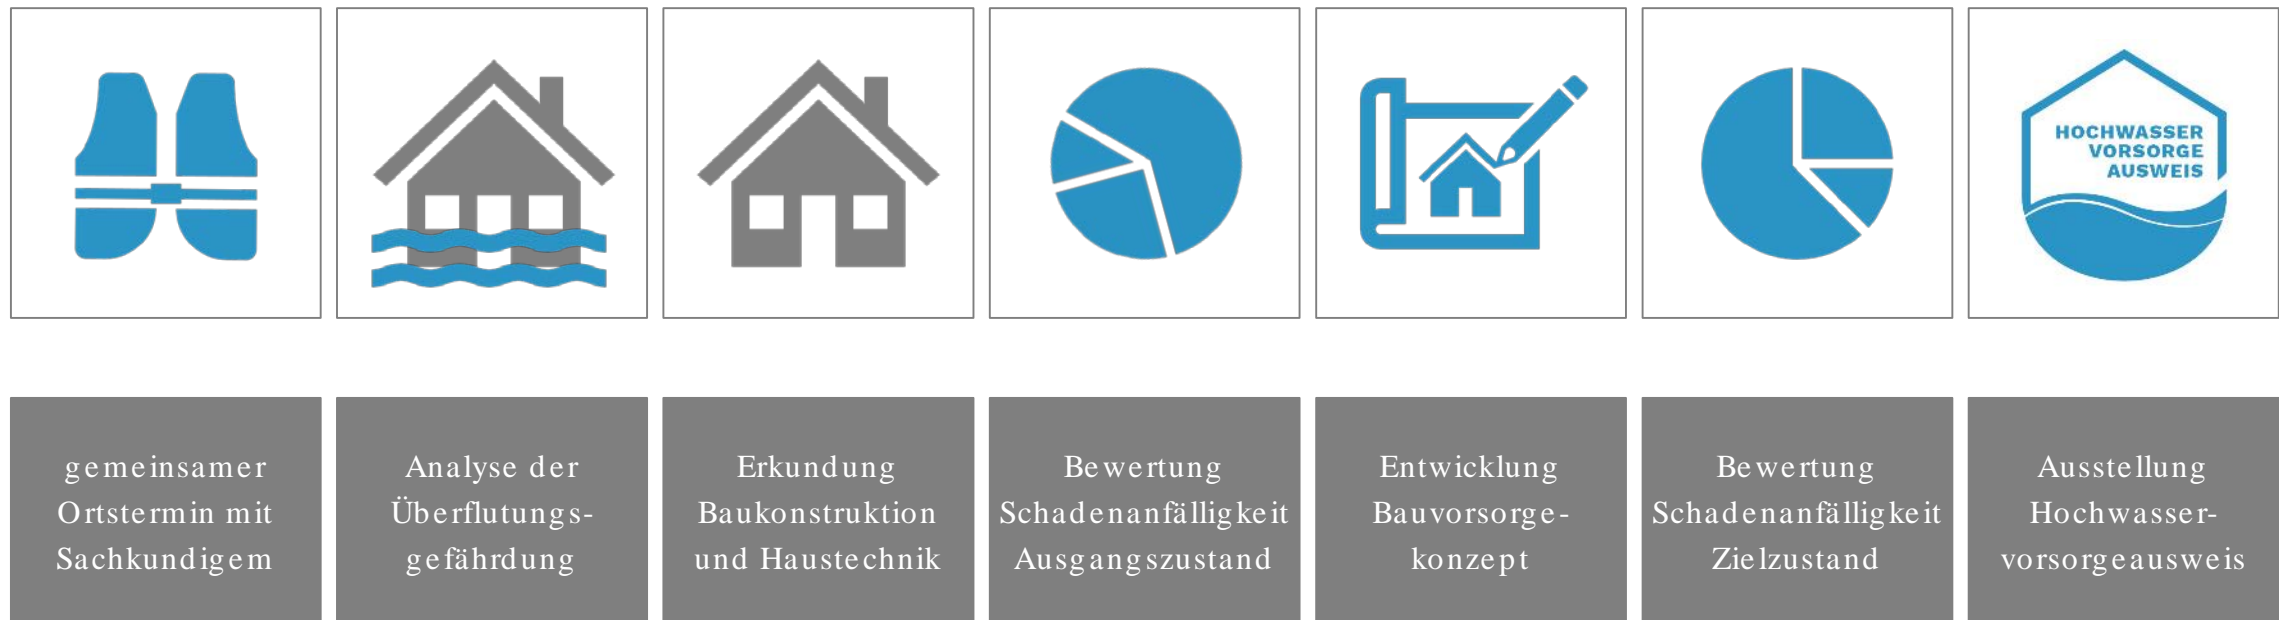 HOCHWASSER
VORSORGE
AUSWEIS
gemeinsamer
Ortstermin mit
Sachkundigem
Analyse der
Überflutungs-
gefährdung
Erkundung
Baukonstruktion
und Haustechnik
Bewertung
Schadenanfälligkeit
Ausgangszustand
Entwicklung
Bauvorsorge-
konzept
Bewertung
Schadenanfälligkeit
Zielzustand
Ausstellung
Hochwasser-
vorsorgeausweis